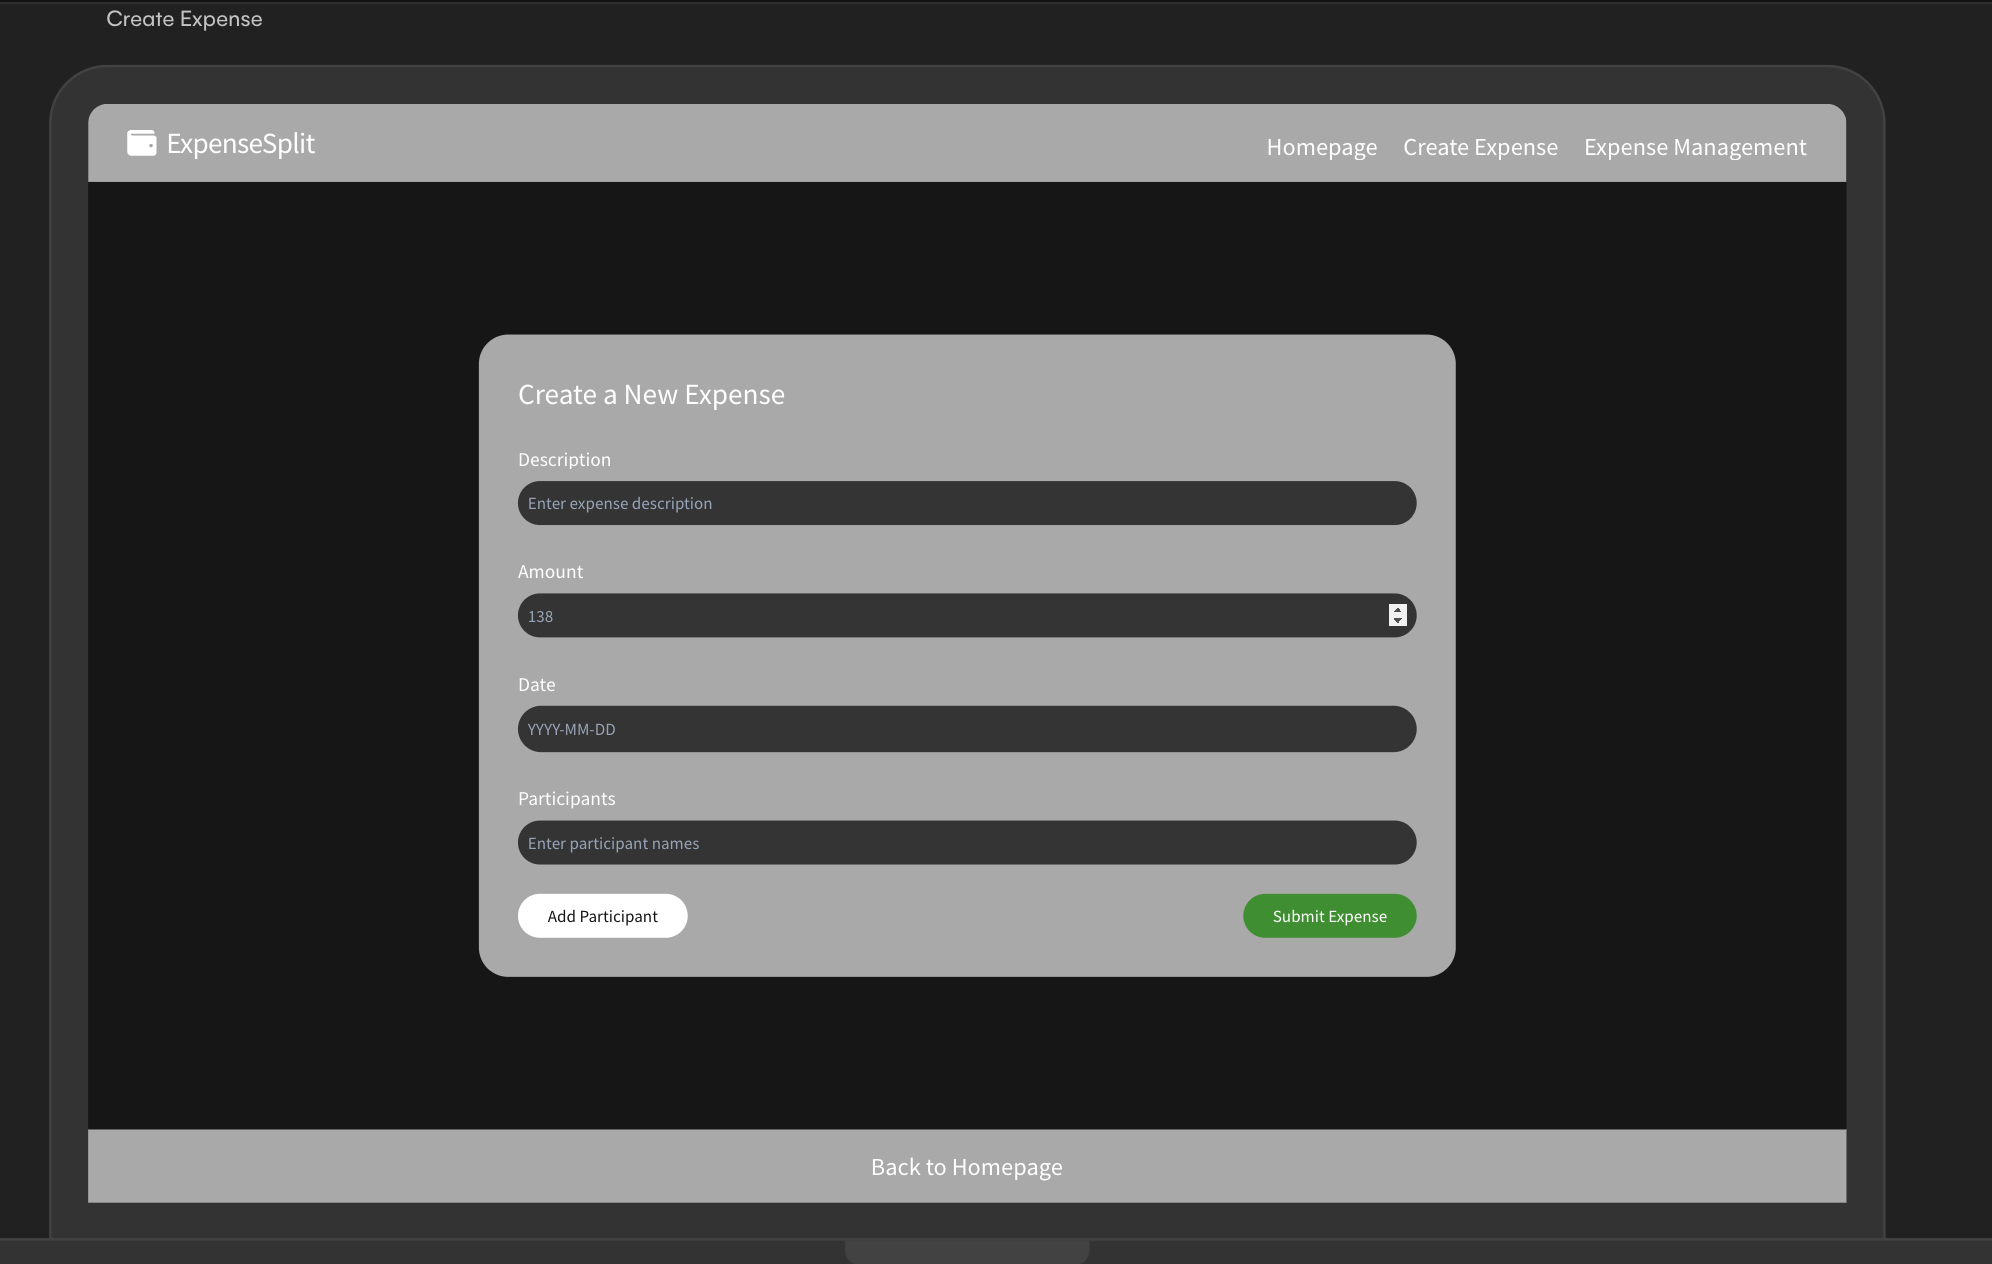 Create Expense
ExpenseSplit
Homepage Create Expense Expense Management
Create a New Expense
Description
Enter expense description
Amount
138
Date
YYYY-MM-DD
Participants
Enter participant names
Add Participant
Submit Expense
Back to Homepage